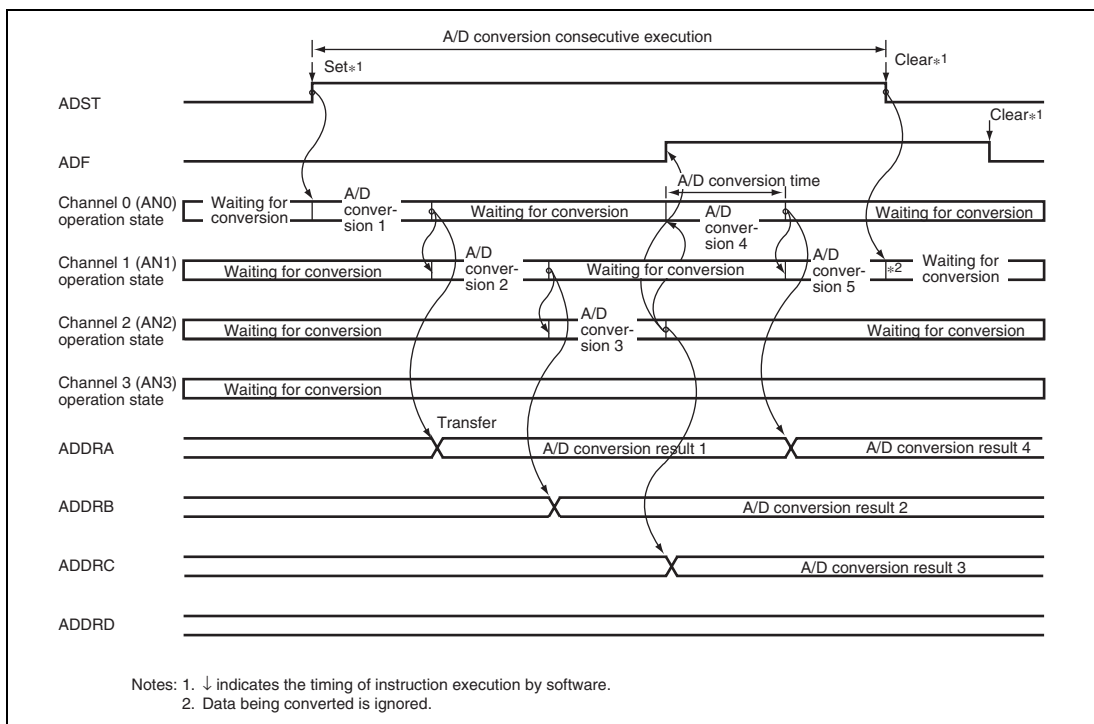 A/D conversion consecutive execution
Set*1
Clear*1
ADST
Clear*1
ADF
A/D conversion time
Channel 0 (AN0)
operation state
Waiting for
conversion
A/D
conver-
sion 1
Waiting for conversion
A/D
conver-
sion 4
Waiting for conversion
Channel 1 (AN1)
operation state
Waiting for conversion
A/D
conver-
sion 2
Waiting for conversion
A/D
conver-
sion 5
*2
Waiting for
conversion
Channel 2 (AN2)
operation state
Waiting for conversion
A/D
conver-
sion 3
Waiting for conversion
Channel 3 (AN3)
operation state
Waiting for conversion
Transfer
ADDRA
A/D conversion result 1
A/D conversion result 4
ADDRB
A/D conversion result 2
ADDRC
A/D conversion result 3
ADDRD
Notes: 1. ↓ indicates the timing of instruction execution by software.
2. Data being converted is ignored.